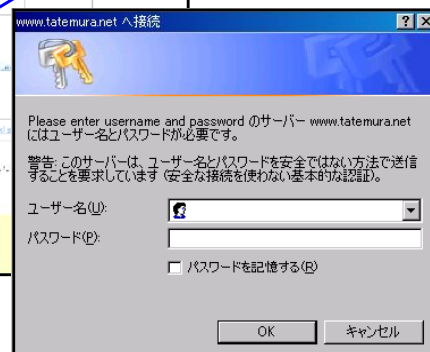 www.tatemura.net へ接続
Please enter username and password のサーバー www.tatemura.net
にはユーザー名とパスワードが必要です。
警告: このサーバーは、ユーザー名とパスワードを安全ではない方法で送信
することを要求しています (安全な接続を使わない基本的な認証)。
ユーザー名(U):
パスワード(P):
パスワードを記憶する(R)
OK キャンセル